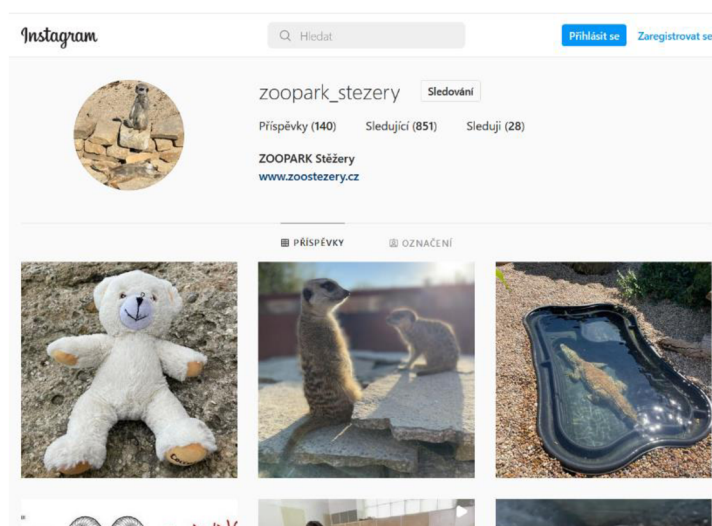 Instagram
Hledat
Přihlásit se
Zaregistrovat se
zoopark_stezery
Sledování
Příspěvky (140) Sledující (851) Sleduji (28)
ZOOPARK Stěžery
www.zoostezery.cz
PŘÍSPĚVKY
OZNAČENÍ